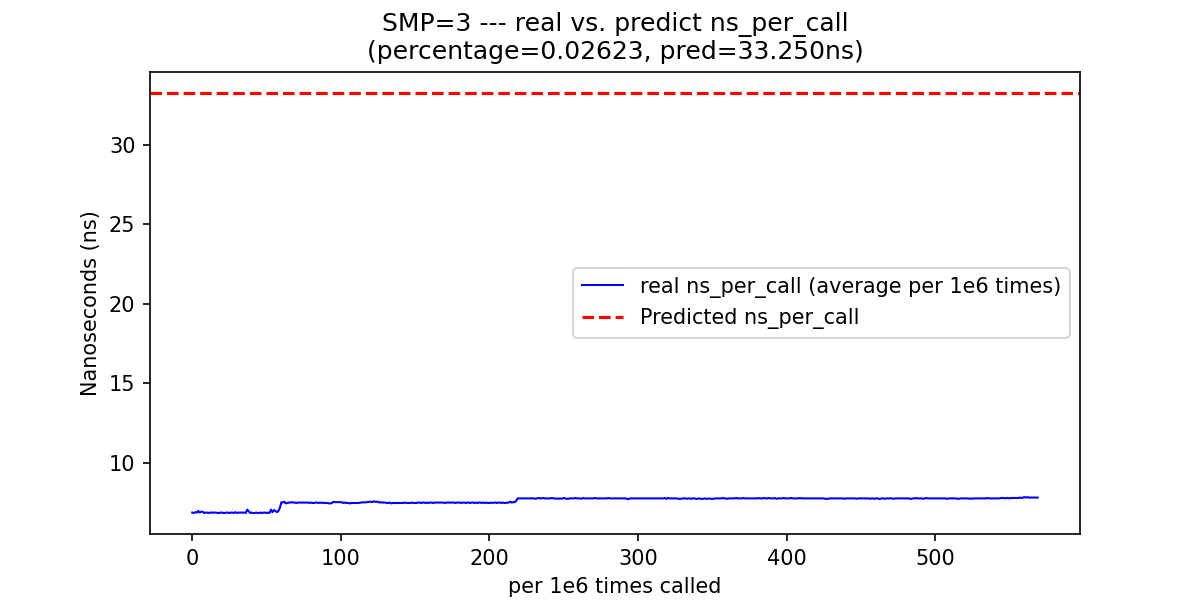 SMP=3 --- real vs. predict ns_per_call
(percentage=0.02623, pred=33.250ns)
30
25
20
15
10
Nanoseconds (ns)
real ns_per_call (average per 1e6 times)
Predicted ns_per_call
0 100 200 300 400 500
per 1e6 times called